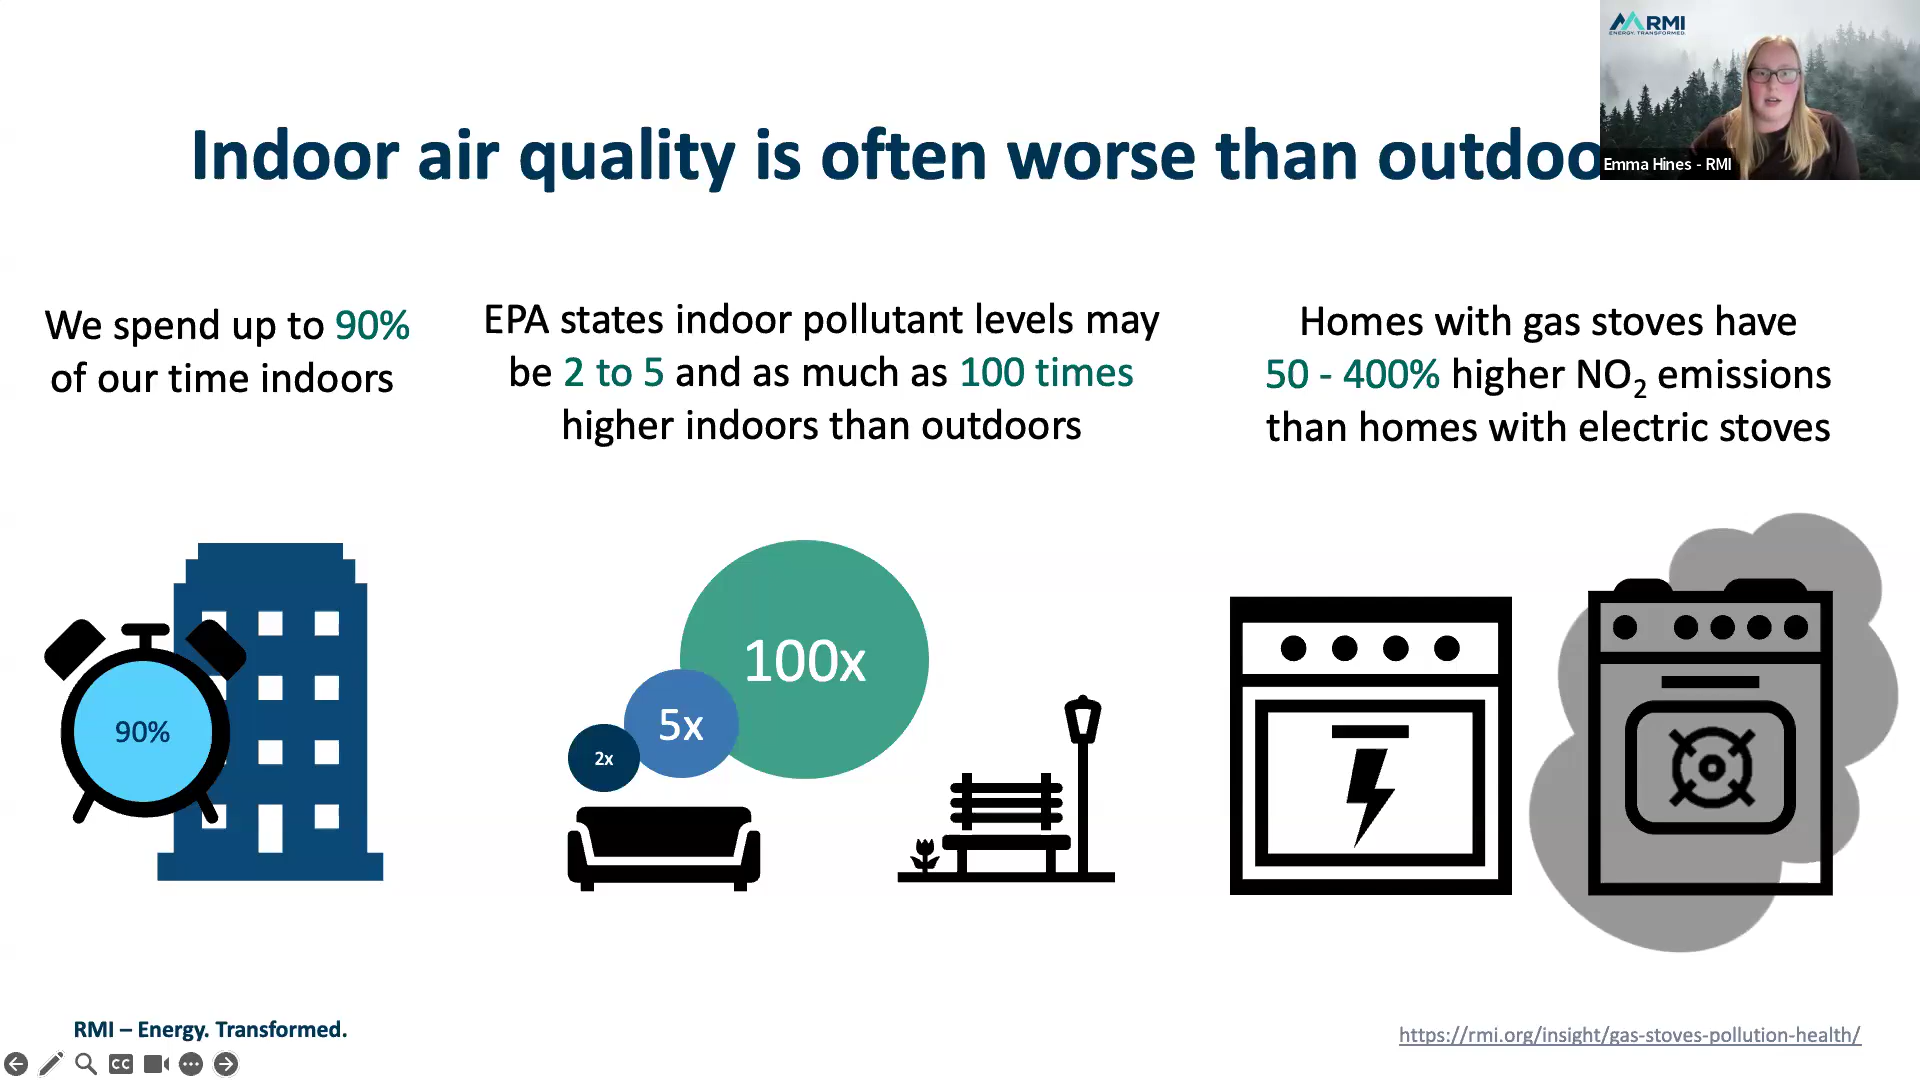 RMI
ENERGY. TRANSFORMED.
Emma Hines - RMI
Indoor air quality is often worse than outdoo
We spend up to 90%
of our time indoors
EPA states indoor pollutant levels may
be 2 to 5 and as much as 100 times
higher indoors than outdoors
Homes with gas stoves have
50 - 400% higher NO₂ emissions
than homes with electric stoves
90%
2x
5x
100x
RMI – Energy. Transformed.
https://rmi.org/insight/gas-stoves-pollution-health/
CC